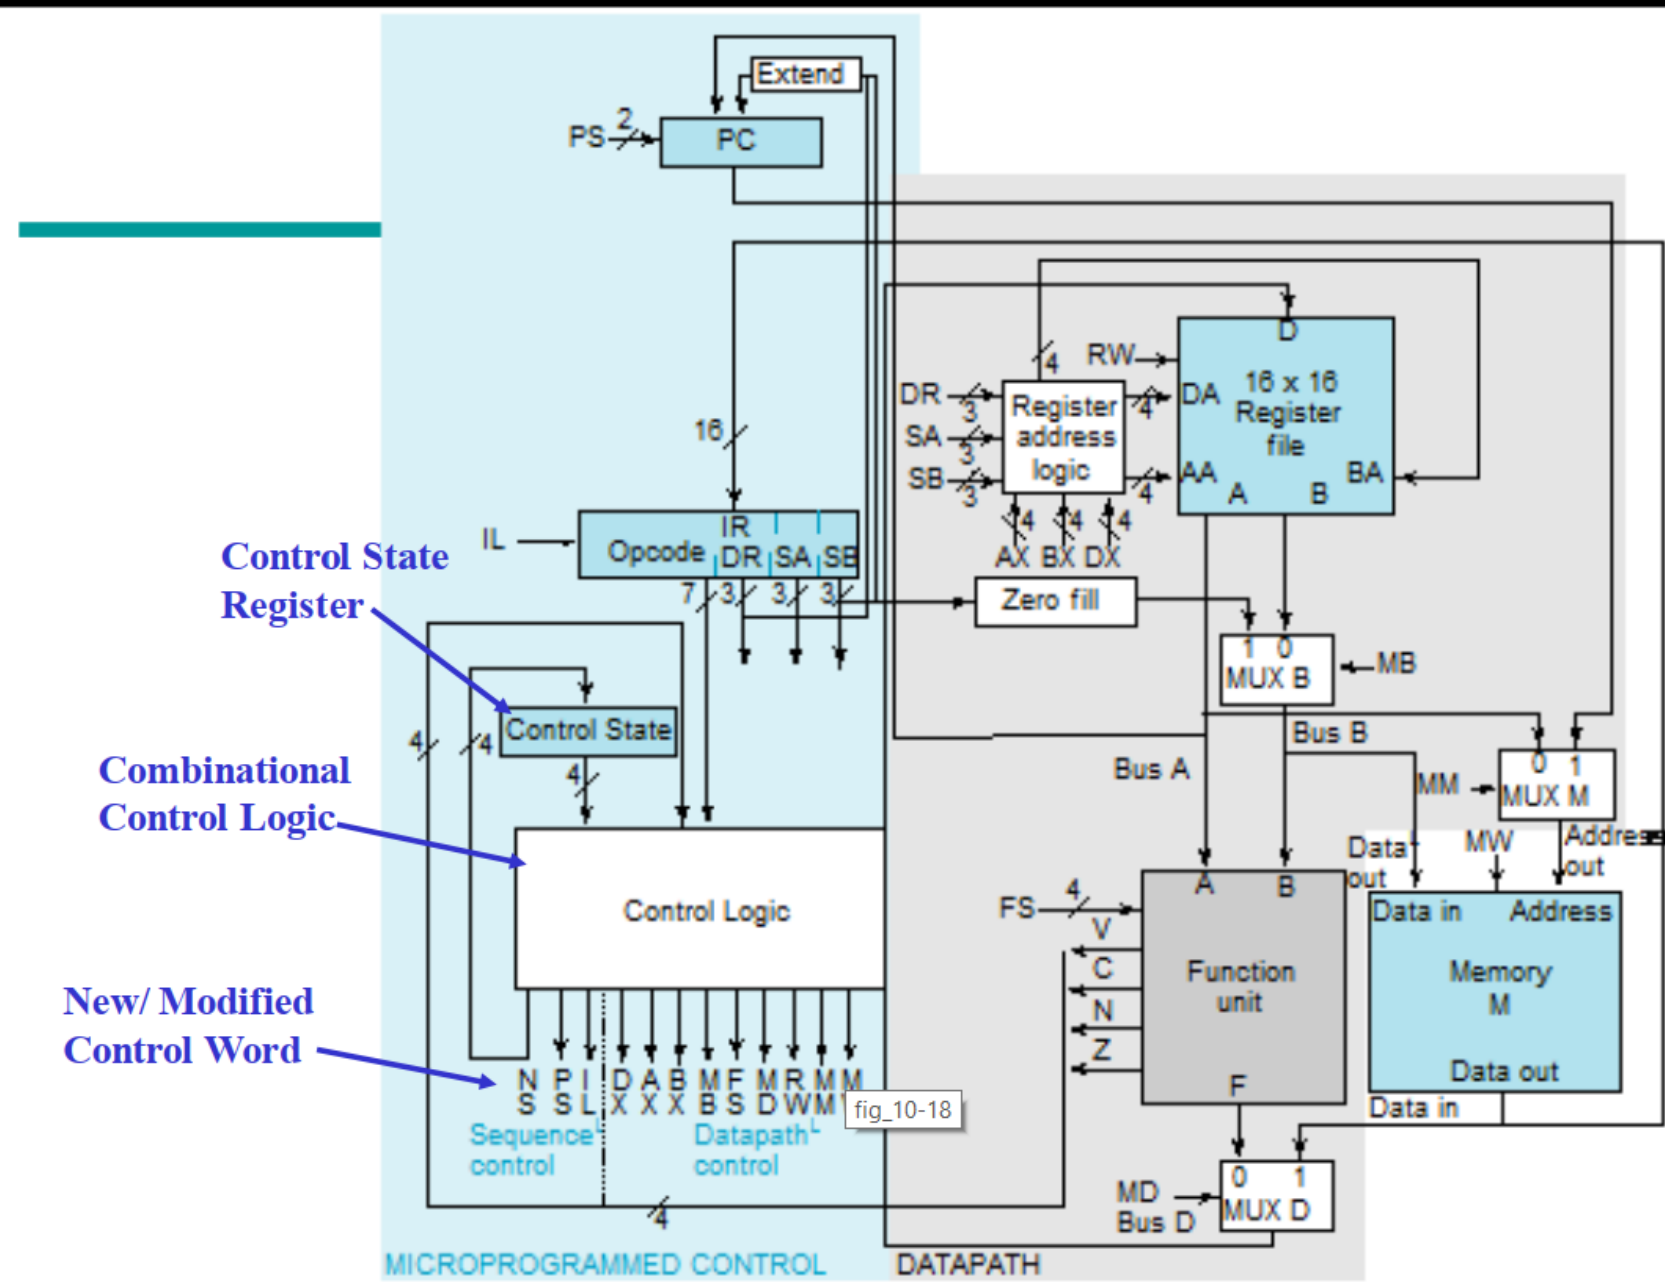 Extend
PS
2
PC
16
IL
IR
Opcode
DR
SA
SB
7
3
3
3
Control State
Register
Control State
4
4
4
Combinational
Control Logic
Control Logic
New/ Modified
Control Word
N P I D A B M F M R M M
S S L X X X B S D W M
fig_10-18
Sequence
control
Datapath
control
4
MICROPROGRAMMED CONTROL
DATAPATH
4
RW
D
16 x 16
Register
file
DR
3
SA
3
SB
3
Register
address
logic
4
DA
4
AA
BA
A
B
4
4
4
AX
BX
DX
Zero fill
1 0
MUX B
MB
Bus B
Bus A
0 1
MM
MUX M
Data
out
MW
Address
out
FS
4
A
B
V
C
N
Z
Function
unit
F
Data in
Address
Memory
M
Data out
Data in
MD
Bus D
0 1
MUX D